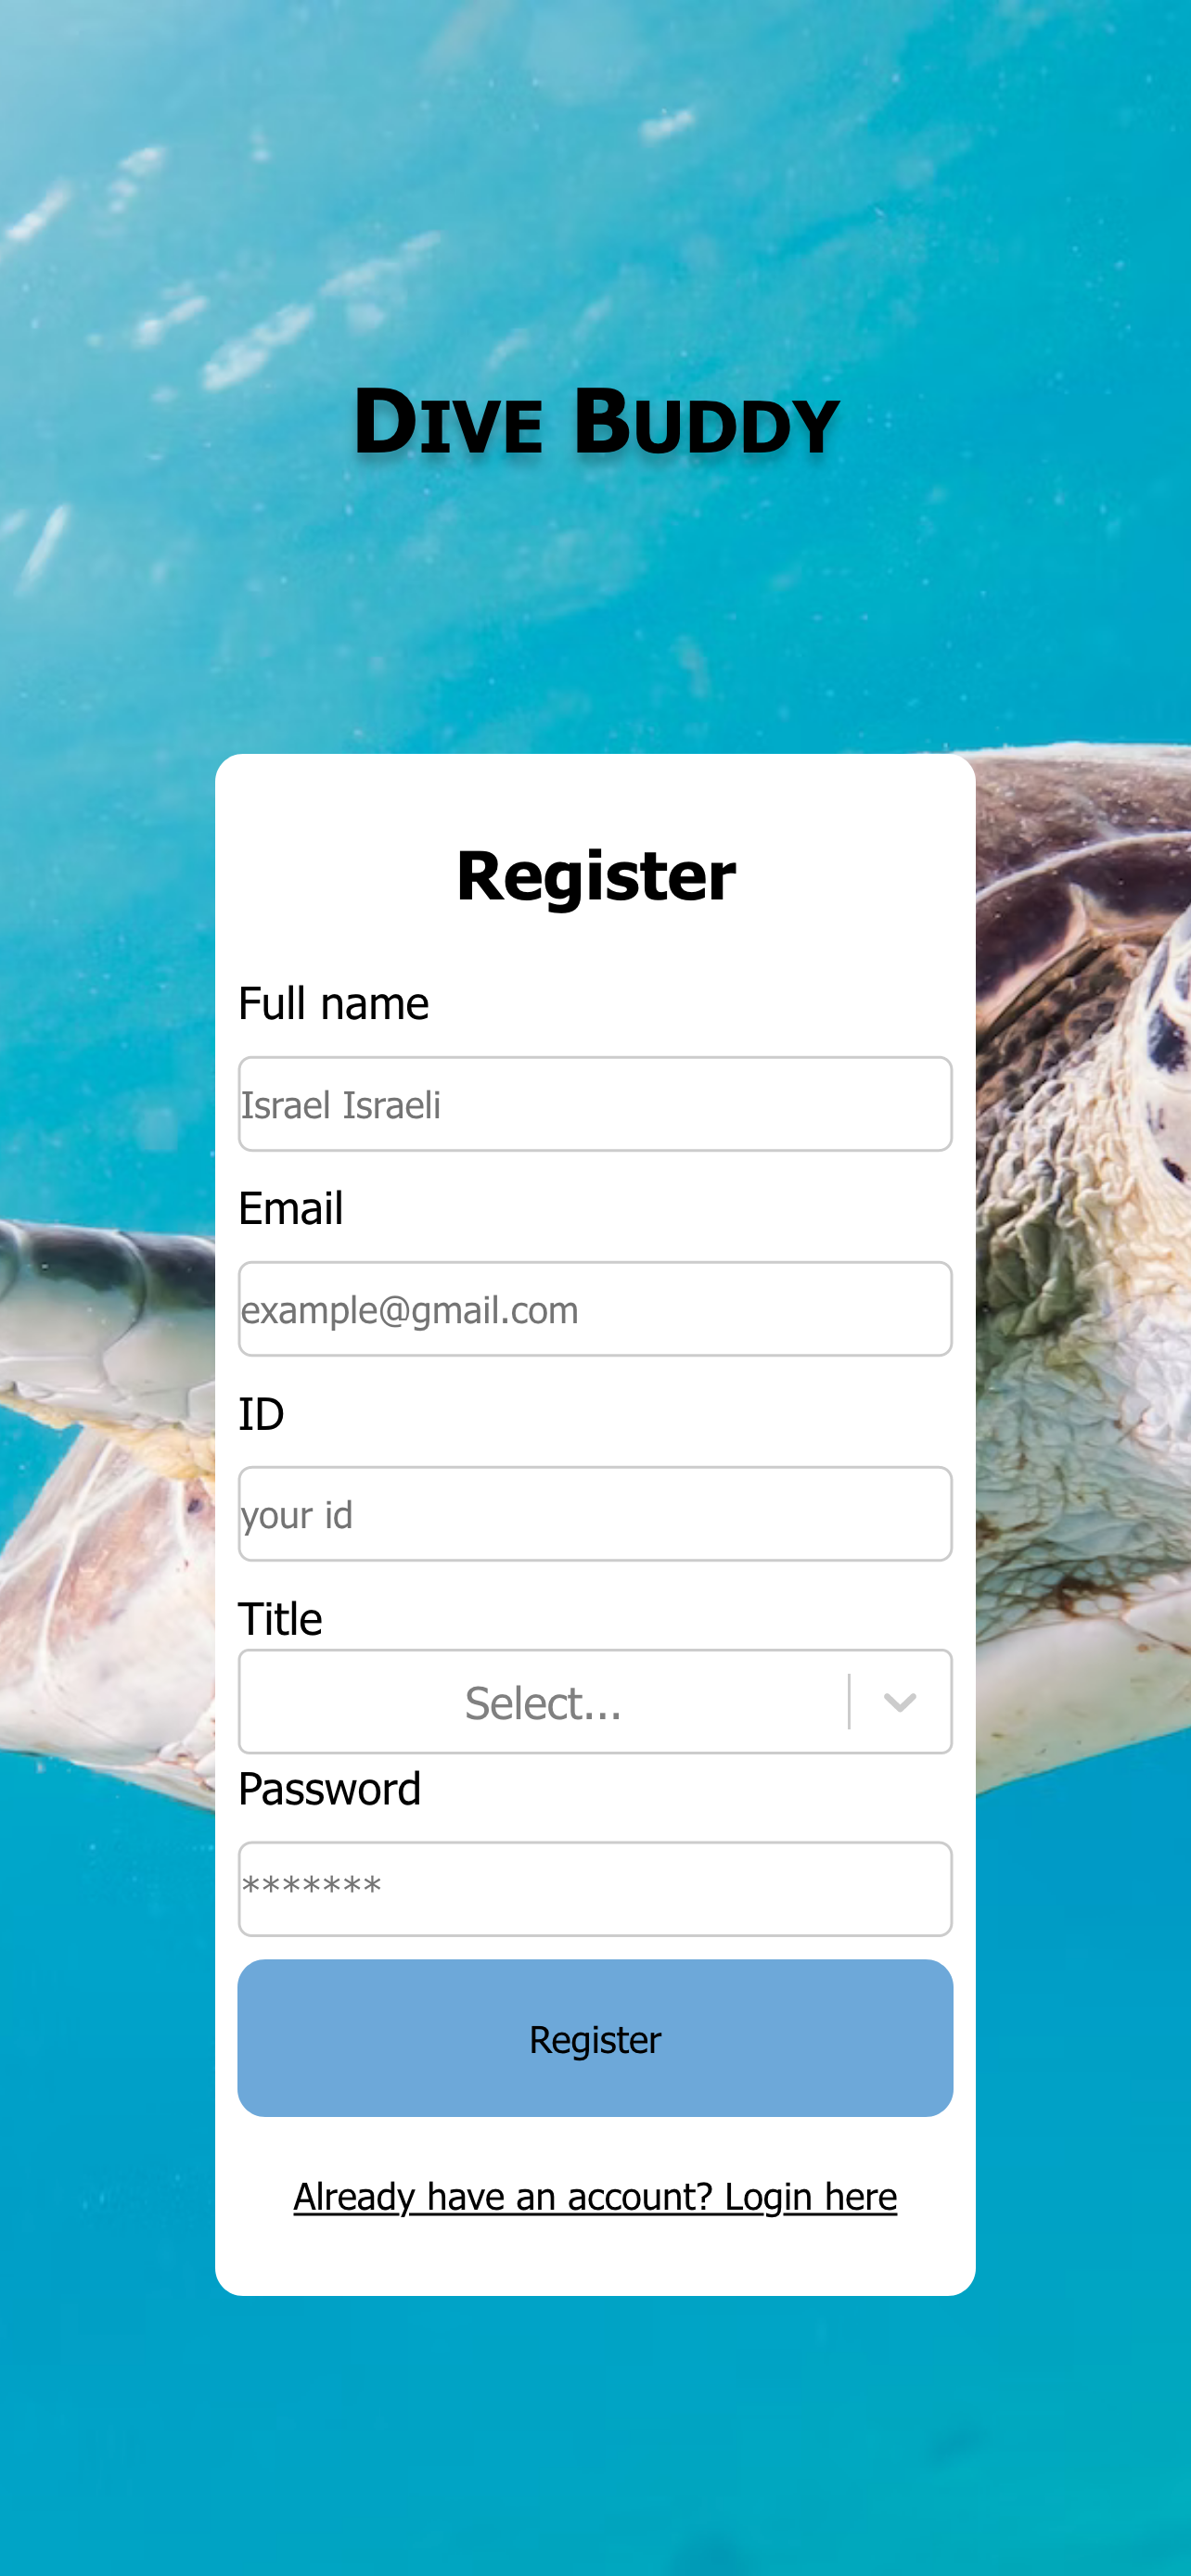 Dive Buddy
Register
Full name
Israel Israeli
Email
example@gmail.com
ID
your id
Title
Select...
Password
*******
Register
Already have an account? Login here